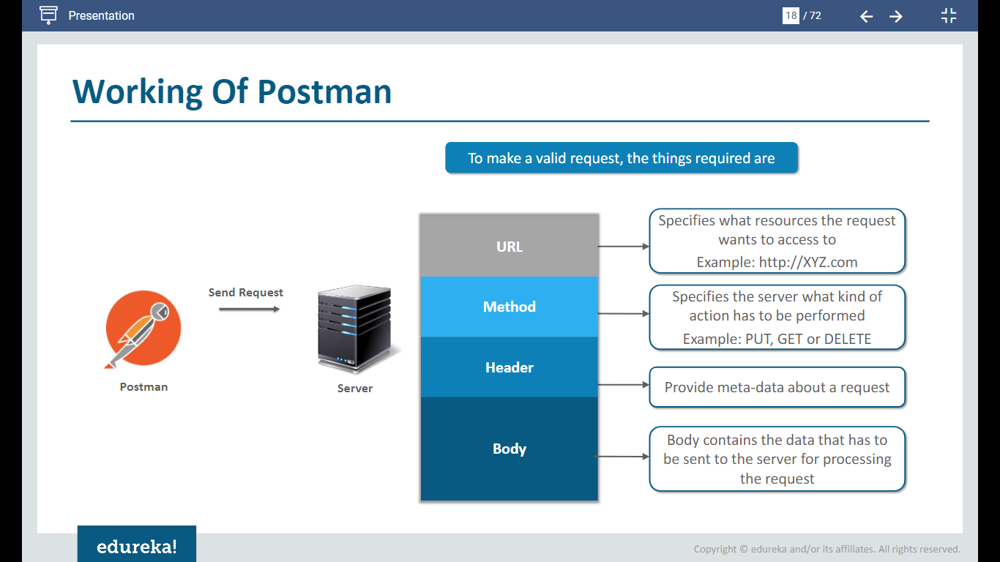 Presentation
18 / 72
Working Of Postman
To make a valid request, the things required are
URL
Specifies what resources the request
wants to access to
Example: http://XYZ.com
Send Request
Method
Specifies the server what kind of
action has to be performed
Example: PUT, GET or DELETE
Header
Provide meta-data about a request
Postman
Server
Body
Body contains the data that has to
be sent to the server for processing
the request
edureka!
Copyright © edureka and/or its affiliates. All rights reserved.